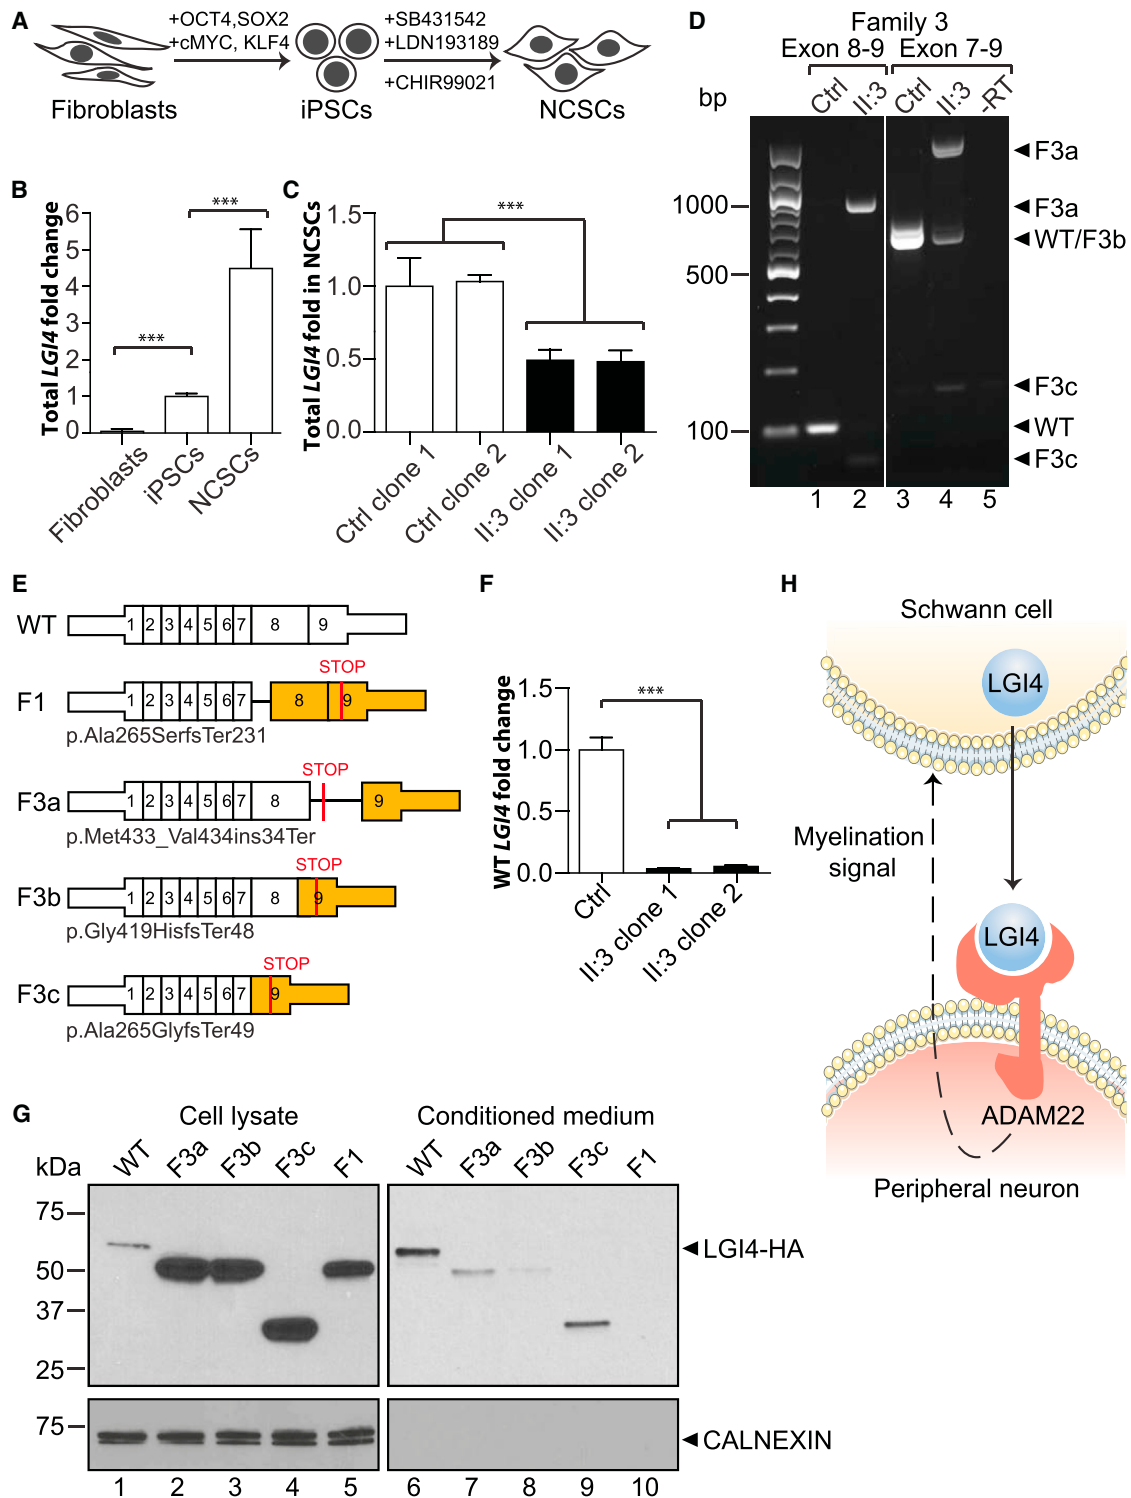 A
+OCT4,SOX2
+cMYC, KLF4
+SB431542
+LDN193189
+CHIR99021
Fibroblasts
iPSCs
NCSCs
B
Total LGI4 fold change
6
5
4
3
2
1
0
***
***
Fibroblasts
iPSCs
NCSCs
C
Total LGI4 fold in NCSCs
1.5
1.0
0.5
0.0
***
Ctrl clone 1
Ctrl clone 2
II:3 clone 1
II:3 clone 2
D
Family 3
Exon 8-9
Exon 7-9
bp
Ctrl
II:3
Ctrl
II:3
-RT
1000
500
100
F3a
F3a
WT/F3b
F3c
WT
F3c
1 2 3 4 5
E
WT
1 2 3 4 5 6 7 8 9
STOP
F1
1 2 3 4 5 6 7 8 9
p.Ala265SerfsTer231
STOP
F3a
1 2 3 4 5 6 7 8 9
p.Met433_Val434ins34Ter
STOP
F3b
1 2 3 4 5 6 7 8 9
p.Gly419HisfsTer48
STOP
F3c
1 2 3 4 5 6 7 9
p.Ala265GlyfsTer49
F
WT LGI4 fold change
1.5
1.0
0.5
0.0
***
Ctrl
II:3 clone 1
II:3 clone 2
H
Schwann cell
LGI4
Myelination
signal
LGI4
ADAM22
Peripheral neuron
G
Cell lysate
Conditioned medium
kDa
WT F3a F3b F3c F1
WT F3a F3b F3c F1
75
50
37
25
LGI4-HA
75
CALNEXIN
1 2 3 4 5 6 7 8 9 10